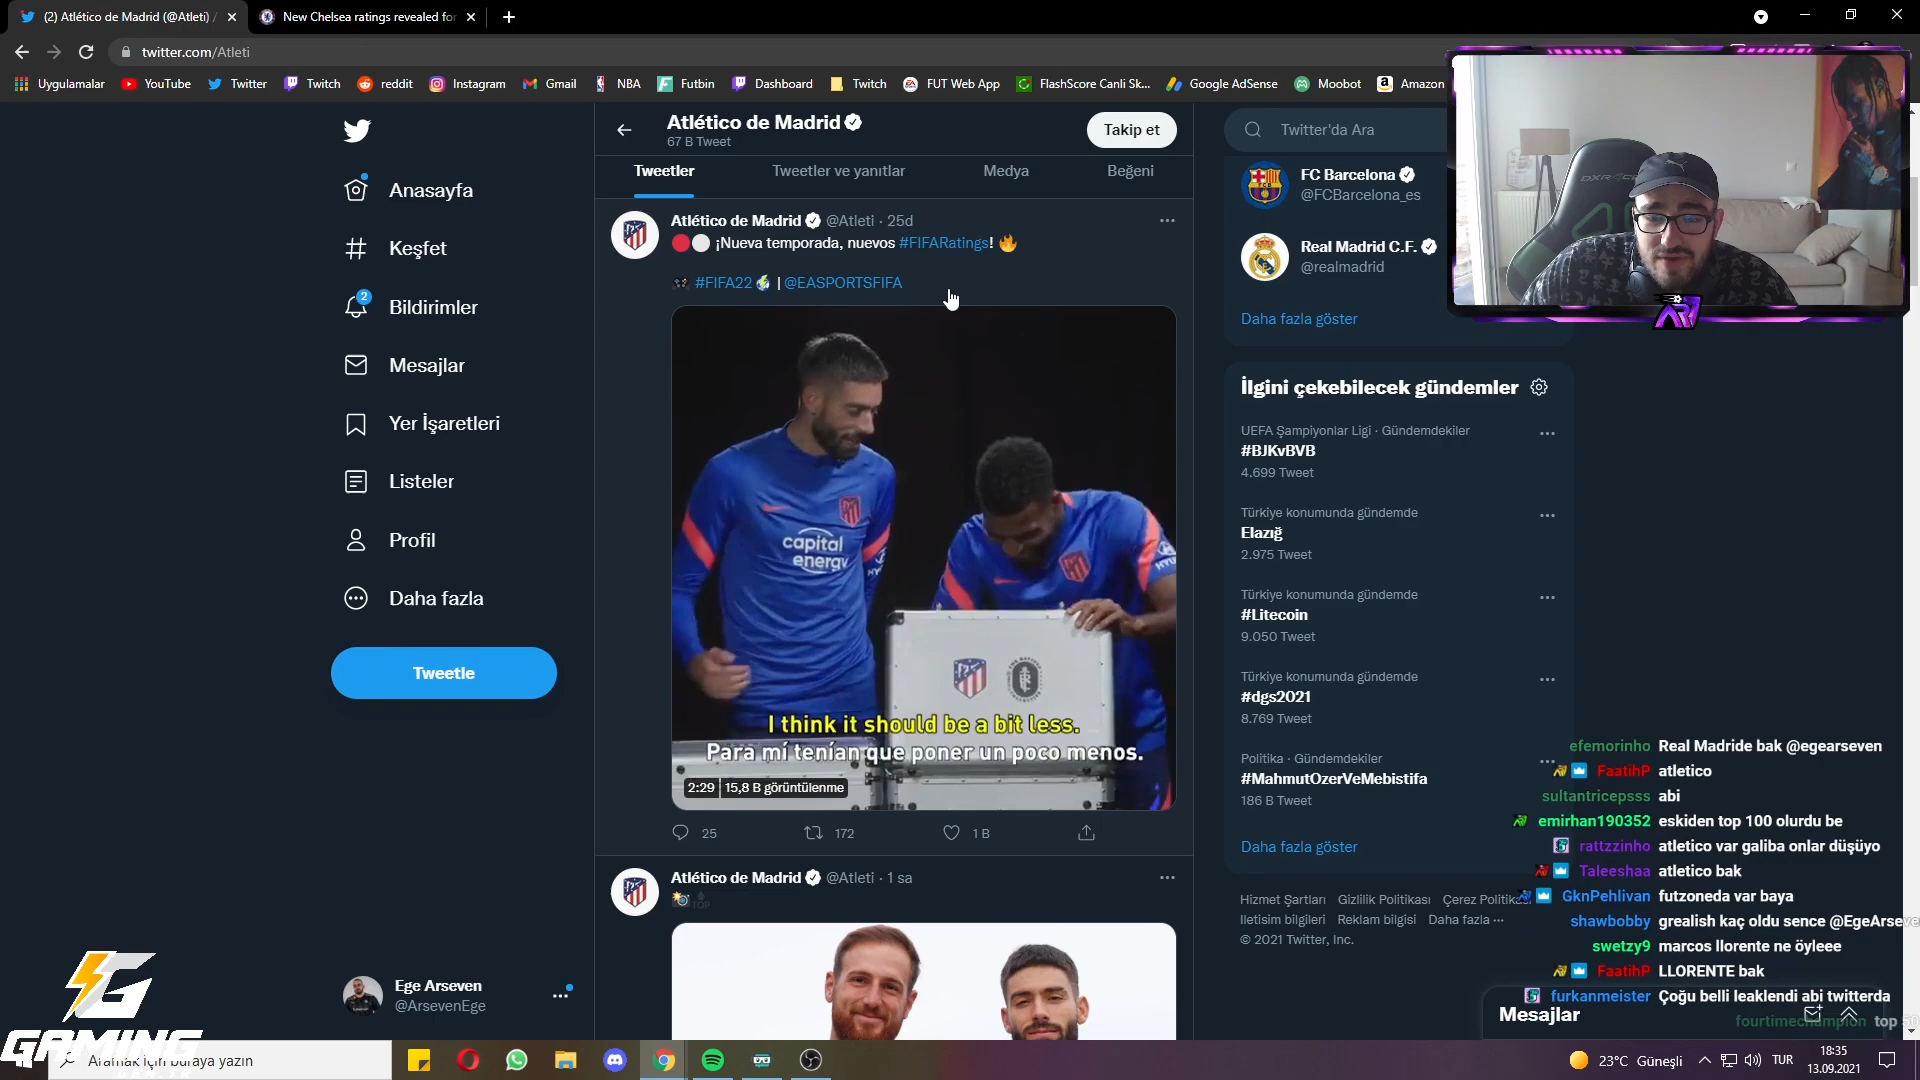 (2) Atlético de Madrid (@Atleti) /
New Chelsea ratings revealed for
twitter.com/Atleti
Uygulamalar
YouTube
Twitter
Twitch
reddit
Instagram
Gmail
NBA
Futbin
Dashboard
Twitch
FUT Web App
FlashScore Canli Sk...
Google AdSense
Moobot
Amazon
Anasayfa
Keşfet
2
Bildirimler
Mesajlar
Yer İşaretleri
Listeler
Profil
Daha fazla
Tweetle
Ege Arseven
@ArsevenEge
Atlético de Madrid
67 B Tweet
Takip et
Tweetler
Tweetler ve yanıtlar
Medya
Beğeni
Atlético de Madrid @Atleti · 25d
¡Nueva temporada, nuevos #FIFARatings!
#FIFA22 | @EASPORTSFIFA
capital
energy
I think it should be a bit less.
Para mí tenían que poner un poco menos.
2:29 15,8 B görüntülenme
25
172
1 B
Atlético de Madrid @Atleti · 1 sa
Twitter'da Ara
FC Barcelona
@FCBarcelona_es
Real Madrid C.F.
@realmadrid
Daha fazla göster
İlgini çekebilecek gündemler
UEFA Şampiyonlar Ligi · Gündemdekiler
#BJKvBVB
4.699 Tweet
Türkiye konumunda gündemde
Elazığ
2.975 Tweet
Türkiye konumunda gündemde
#Litecoin
9.050 Tweet
Türkiye konumunda gündemde
#dgs2021
8.769 Tweet
Politika · Gündemdekiler
#MahmutOzerVeMebistifa
186 B Tweet
Daha fazla göster
Hizmet Şartları Gizlilik Politikası Çerez
İletisim bilgileri Reklam bilgisi Daha fazla ···
© 2021 Twitter, Inc.
efemorinho Real Madride bak @egearseven
FaatihP atletico
sultantricepsss abi
emirhan190352 eskiden top 100 olurdu be
rattzzinho atletico var galiba onlar düşüyo
Taleeshaa atletico bak
GknPehlivan futzoneda var baya
shawbobby grealish kaç oldu sence @EgeArseve
swetzy9 marcos llorente ne öyleee
FaatihP LLORENTE bak
furkanmeister Çoğu belli leaklendi abi twitterda
fourtimechampion top 50
Mesajlar
GAMING
Aramak için buraya yazın
23°C Güneşli
TUR
18:35
13.09.2021